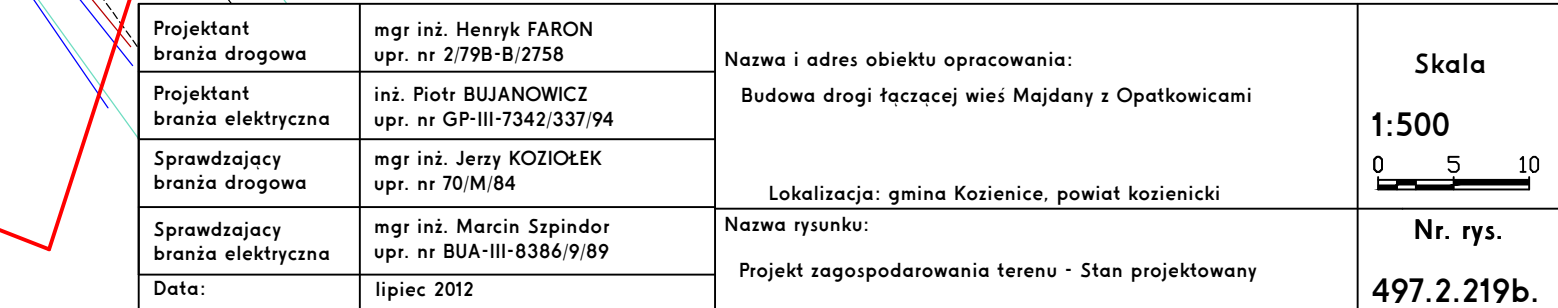 Projektant
branża drogowa
mgr inż. Henryk FARON
upr. nr 2/79B-B/2758
Projektant
branża elektryczna
inż. Piotr BUJANOWICZ
upr. nr GP-III-7342/337/94
Sprawdzający
branża drogowa
mgr inż. Jerzy KOZIOŁEK
upr. nr 70/M/84
Sprawdzajacy
branża elektryczna
mgr inż. Marcin Szpindor
upr. nr BUA-III-8386/9/89
Data:
lipiec 2012
Nazwa i adres obiektu opracowania:
Budowa drogi łączącej wieś Majdany z Opatkowicami
Lokalizacja: gmina Kozienice, powiat kozienicki
Nazwa rysunku:
Projekt zagospodarowania terenu - Stan projektowany
Skala
1:500
0 5 10
Nr. rys.
497.2.219b.